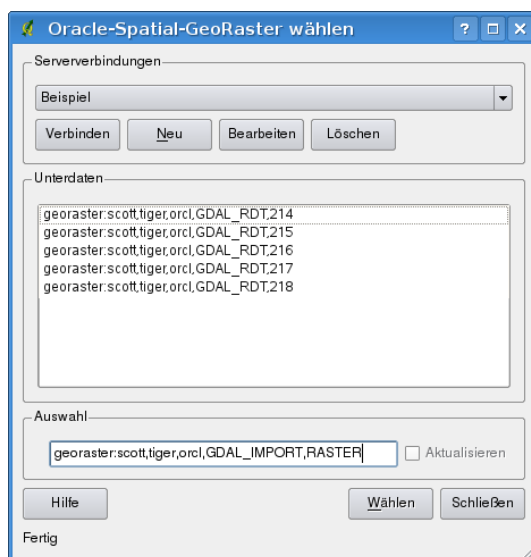 Oracle-Spatial-GeoRaster wählen
Serververbindungen
Beispiel
Verbinden Neu Bearbeiten Löschen
Unterdaten
georaster:scott,tiger,orcl,GDAL_RDT,214
georaster:scott,tiger,orcl,GDAL_RDT,215
georaster:scott,tiger,orcl,GDAL_RDT,216
georaster:scott,tiger,orcl,GDAL_RDT,217
georaster:scott,tiger,orcl,GDAL_RDT,218
Auswahl
georaster:scott,tiger,orcl,GDAL_IMPORT,RASTER Aktualisieren
Hilfe Wählen Schließen
Fertig